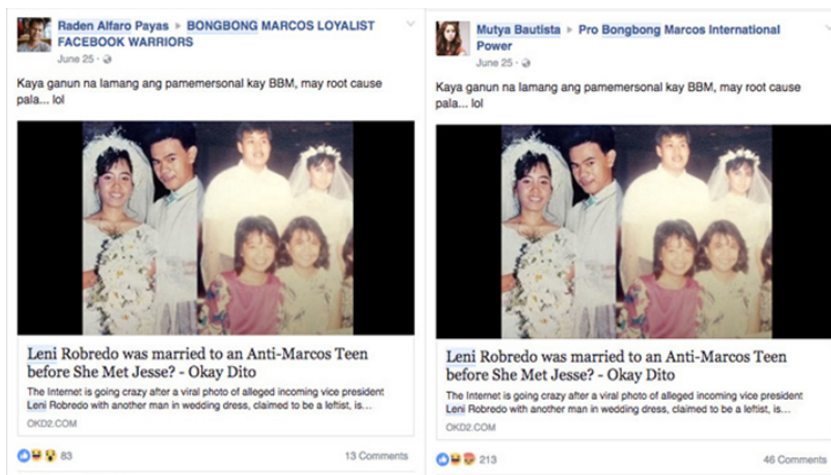 Raden Alfaro Payas ▸ BONGBONG MARCOS LOYALIST
FACEBOOK WARRIORS
June 25 ·
Kaya ganun na lamang ang pamemersonal kay BBM, may root cause
pala... lol
Leni Robredo was married to an Anti-Marcos Teen
before She Met Jesse? - Okay Dito
The Internet is going crazy after a viral photo of alleged incoming vice president
Leni Robredo with another man in wedding dress, claimed to be a leftist, is...
OKD2.COM
83
13 Comments
Mutya Bautista ▸ Pro Bongbong Marcos International
Power
June 25 ·
Kaya ganun na lamang ang pamemersonal kay BBM, may root cause
pala... lol
Leni Robredo was married to an Anti-Marcos Teen
before She Met Jesse? - Okay Dito
The Internet is going crazy after a viral photo of alleged incoming vice president
Leni Robredo with another man in wedding dress, claimed to be a leftist, is...
OKD2.COM
213
46 Comments